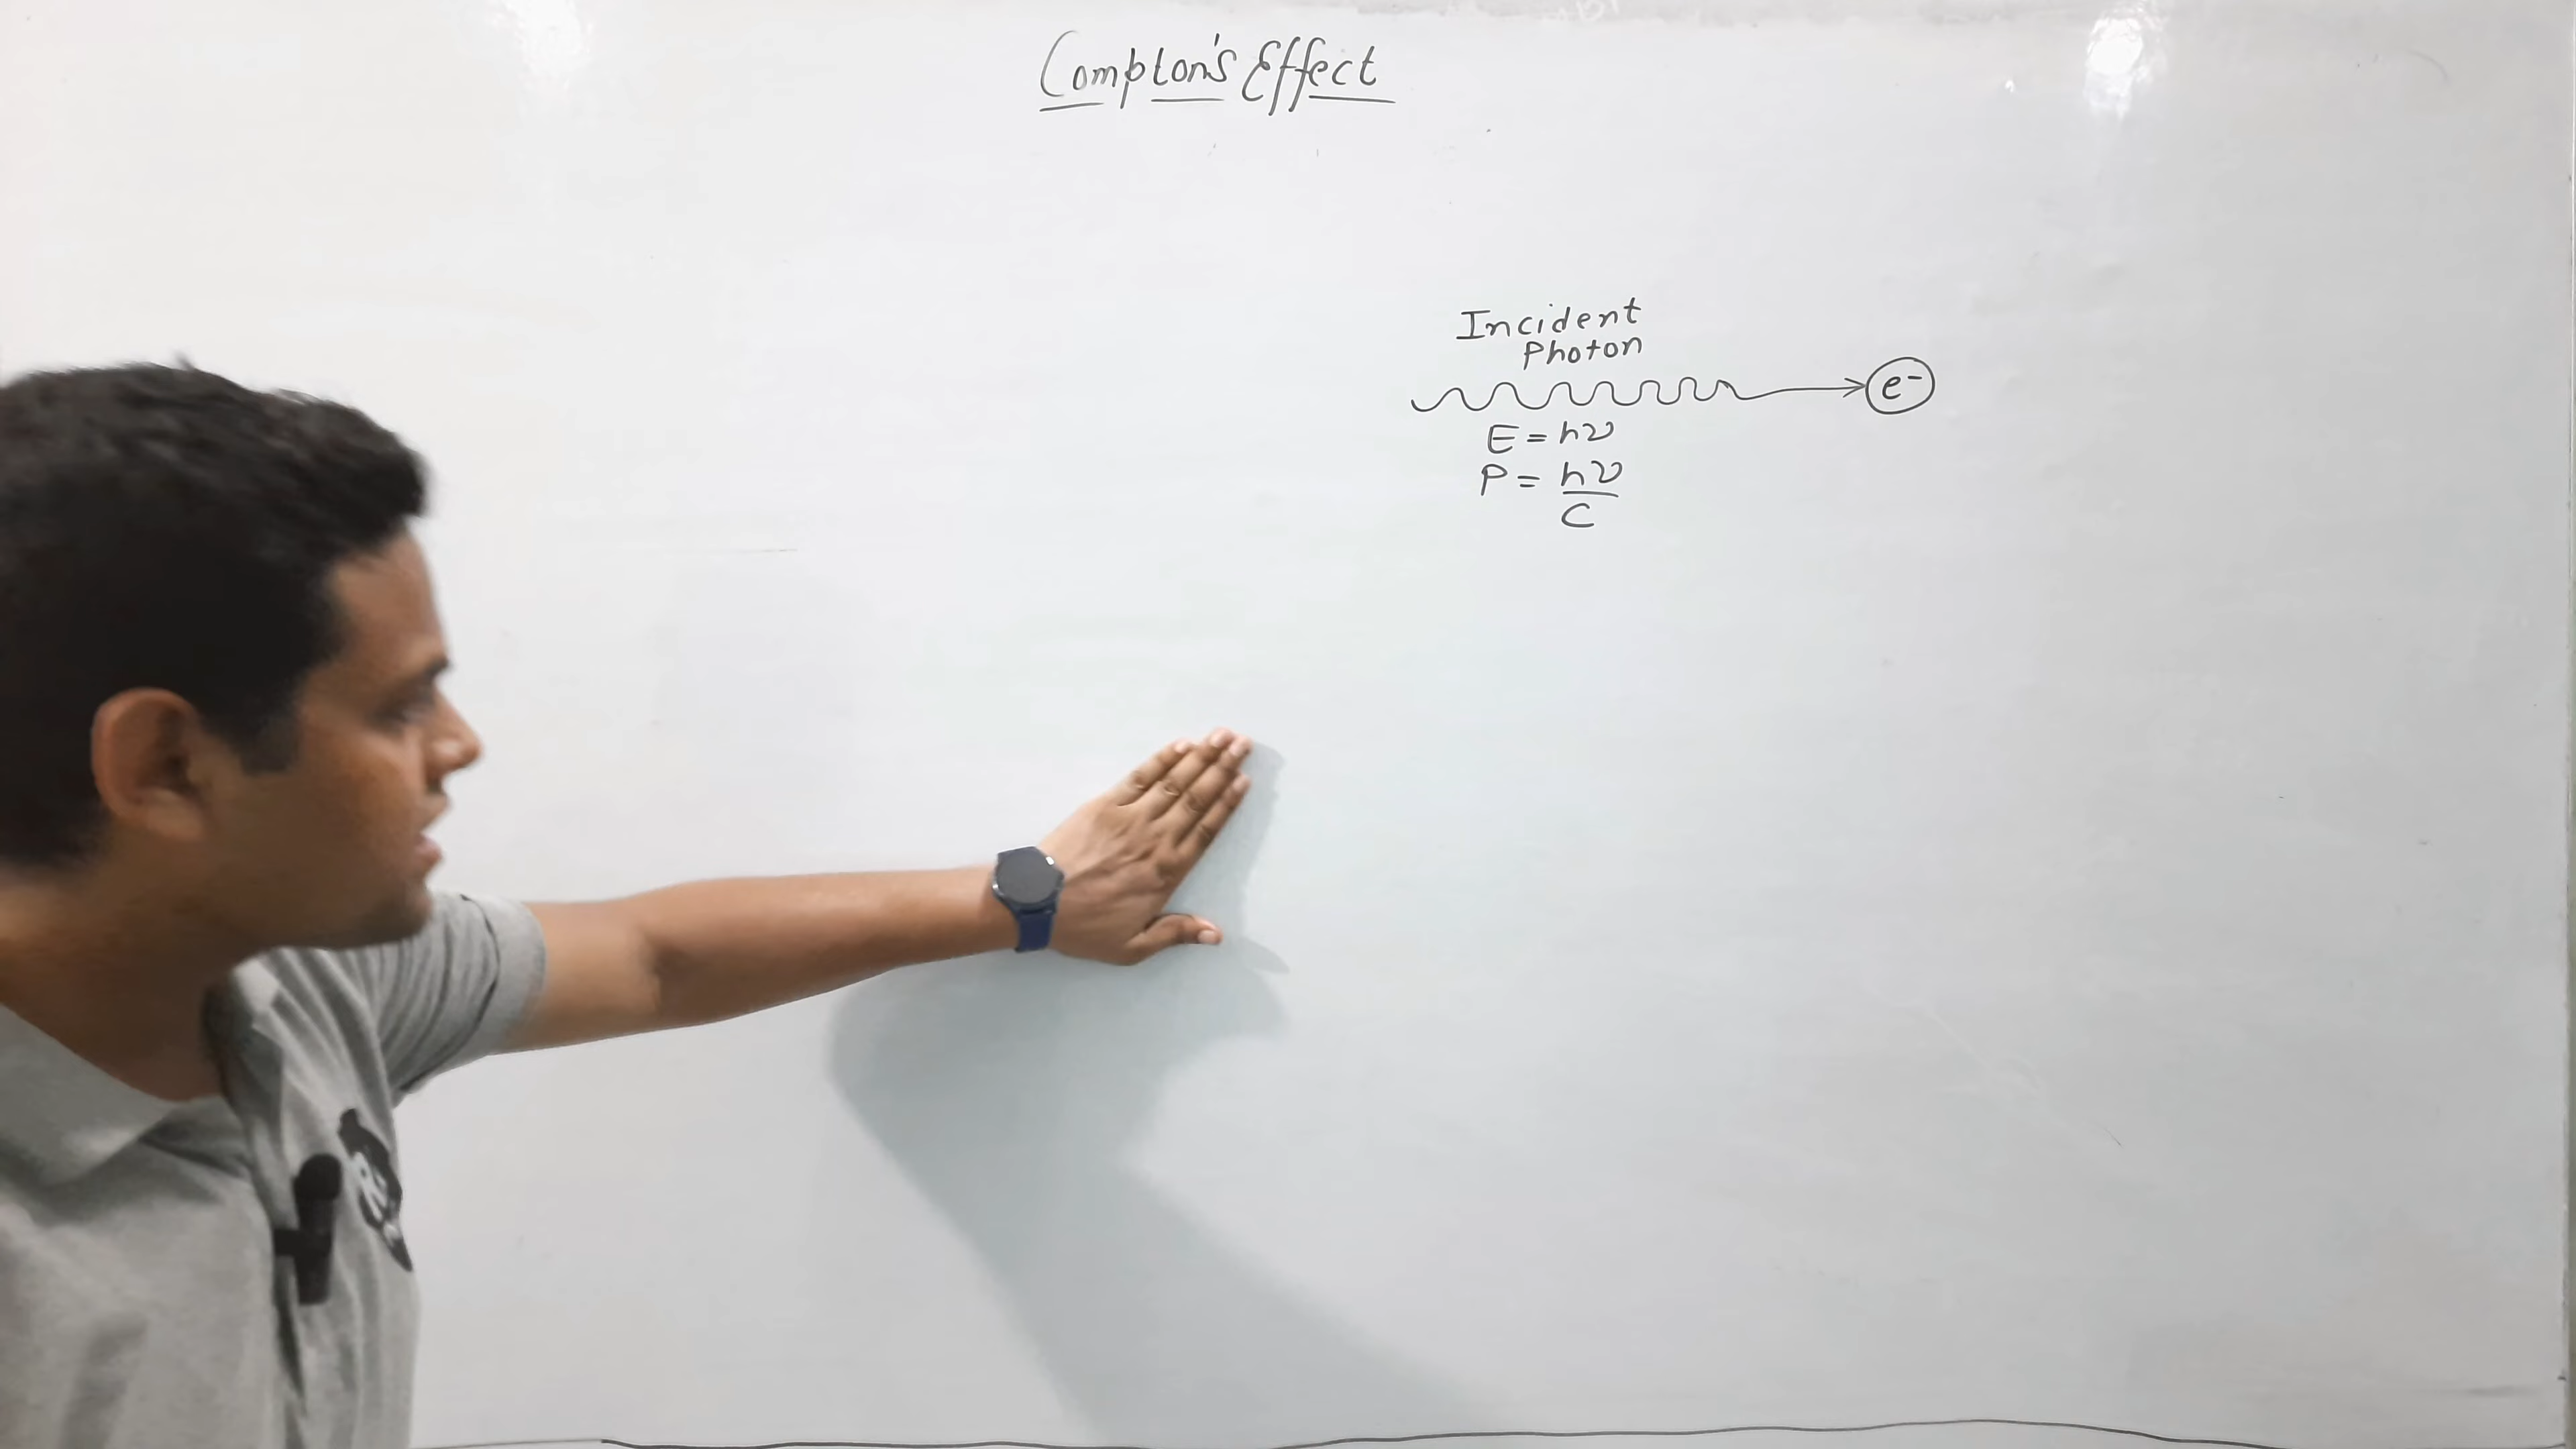 Compton's Effect
Incident
Photon
e-
E = hν
P = hν
C